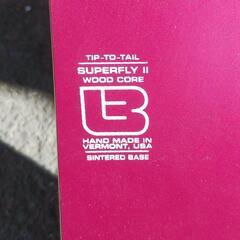 TIP-TO-TAIL
SUPERFLY II
WOOD CORE
HAND MADE IN
VERMONT, USA
SINTERED BASE